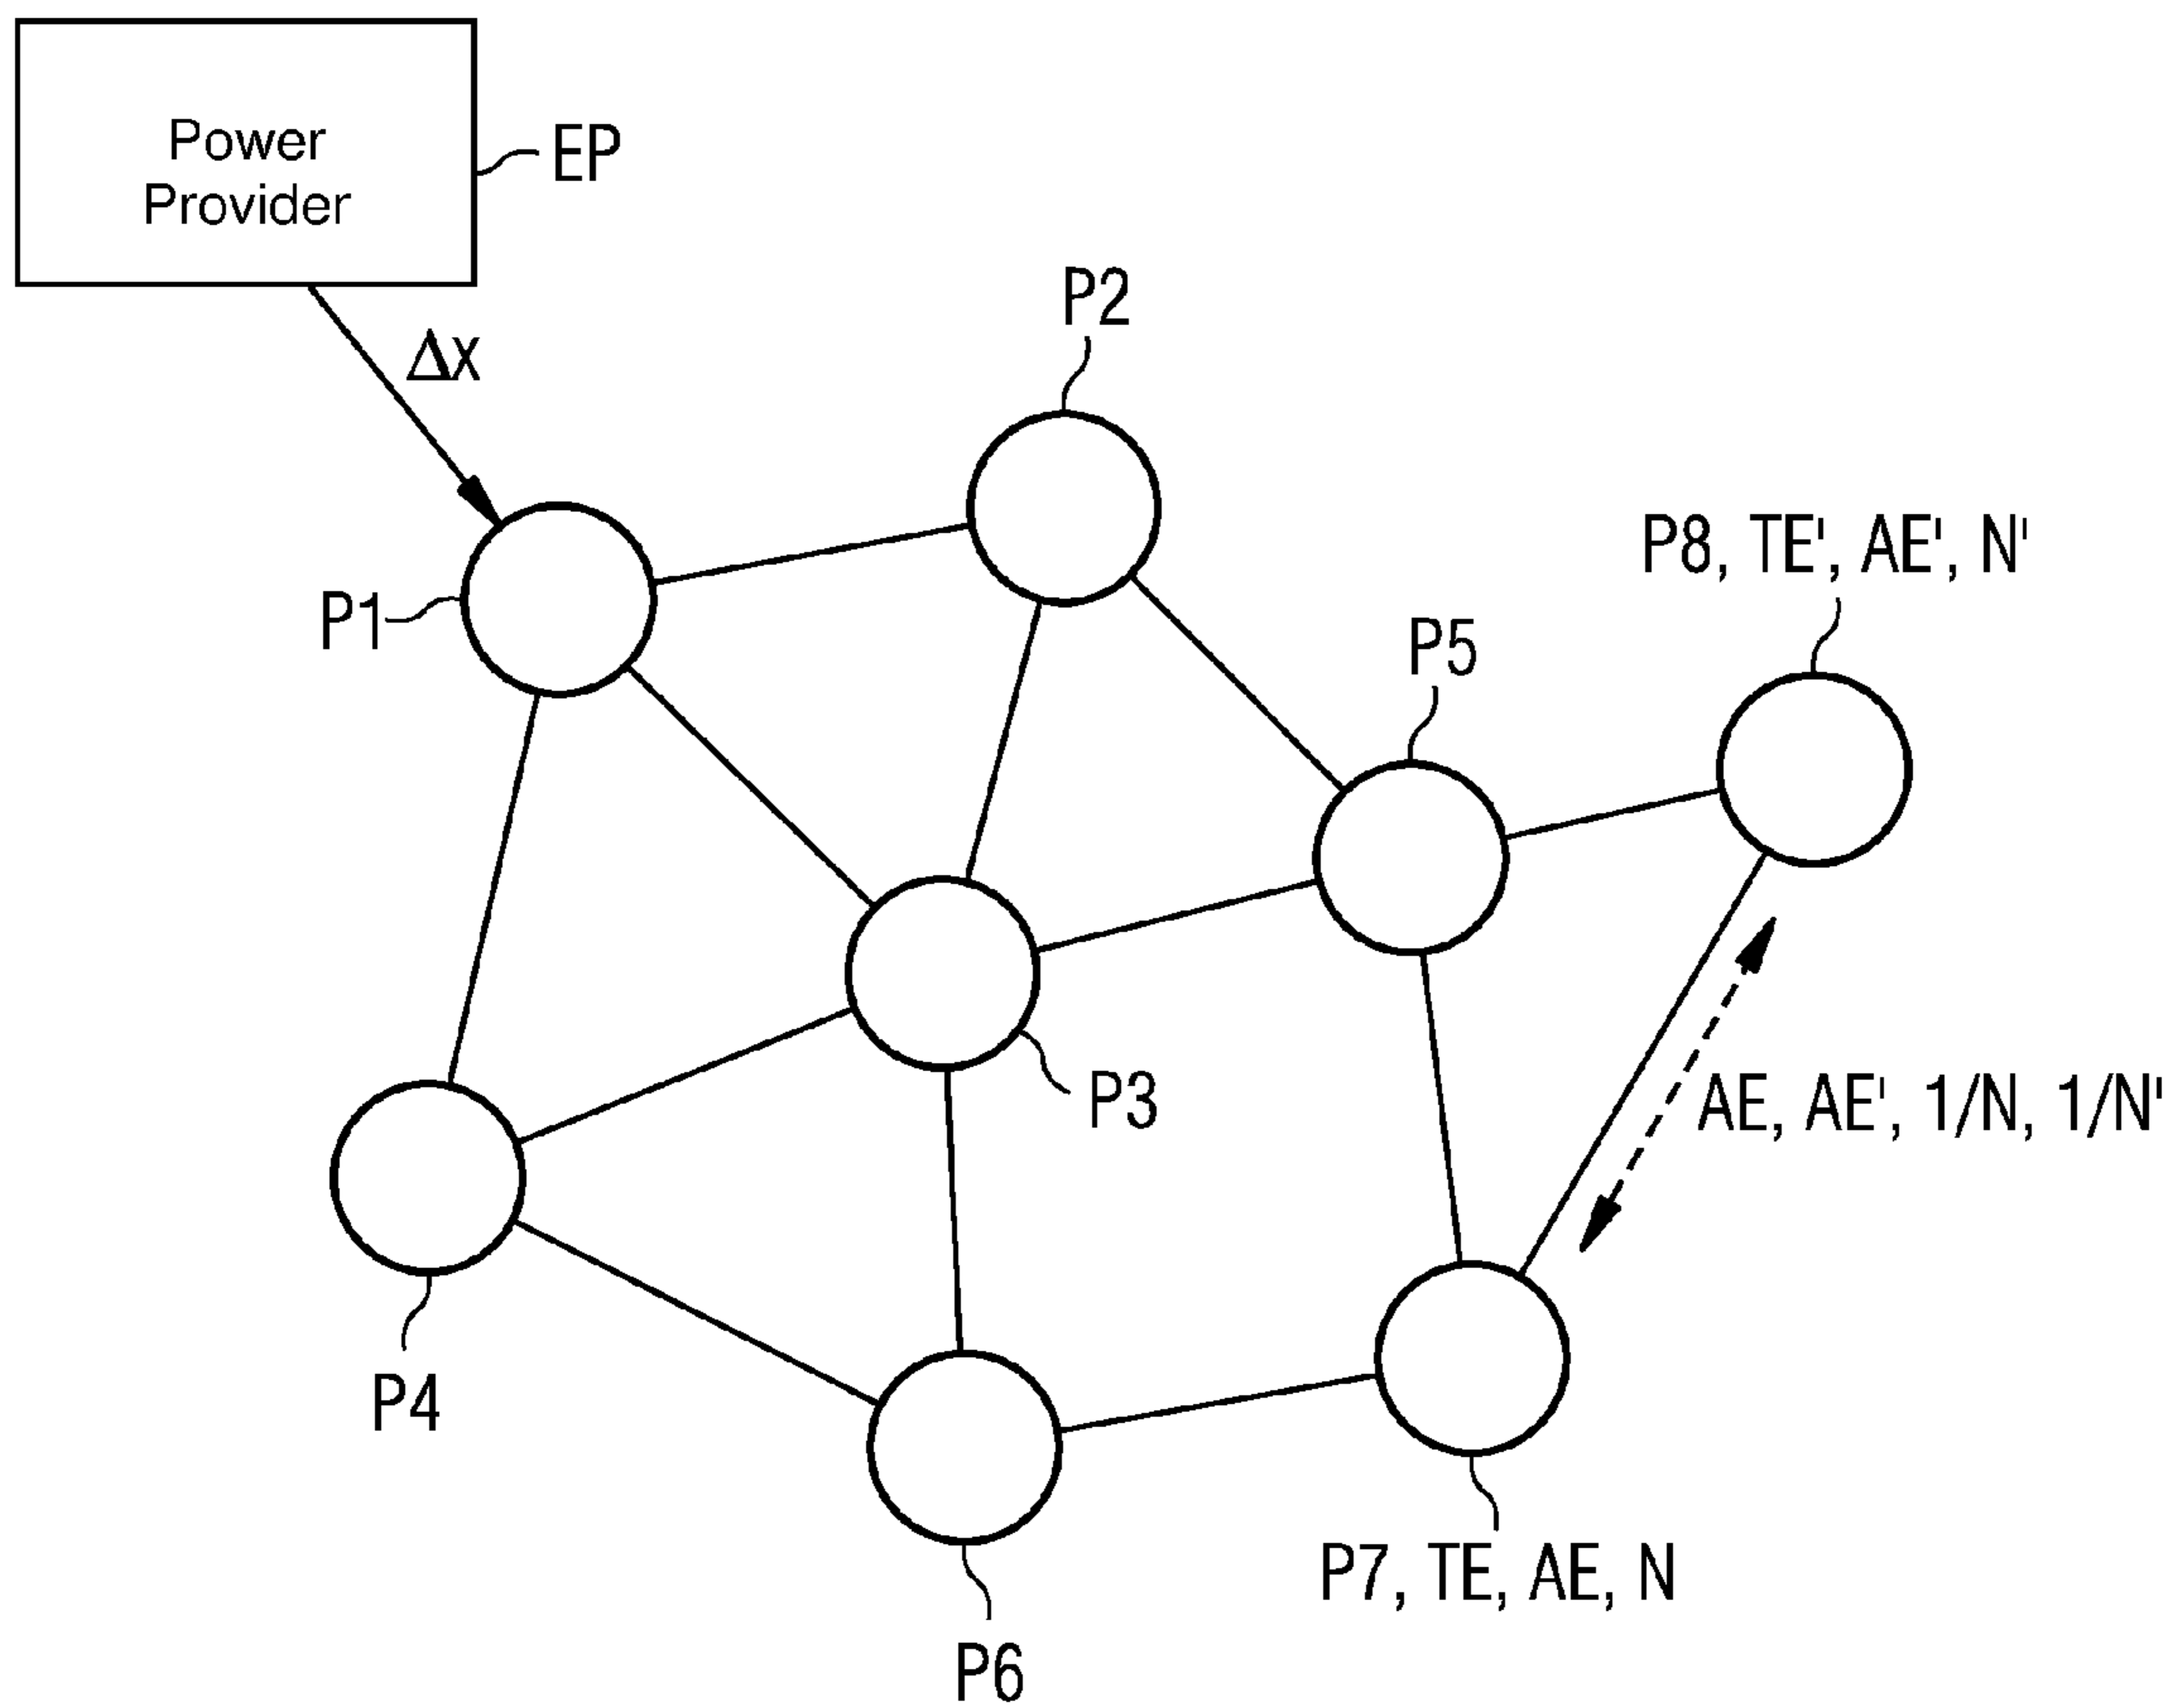 Power
Provider
EP
ΔX
P2
P1
P8, TE', AE', N'
P5
P3
AE, AE', 1/N, 1/N'
P4
P7, TE, AE, N
P6